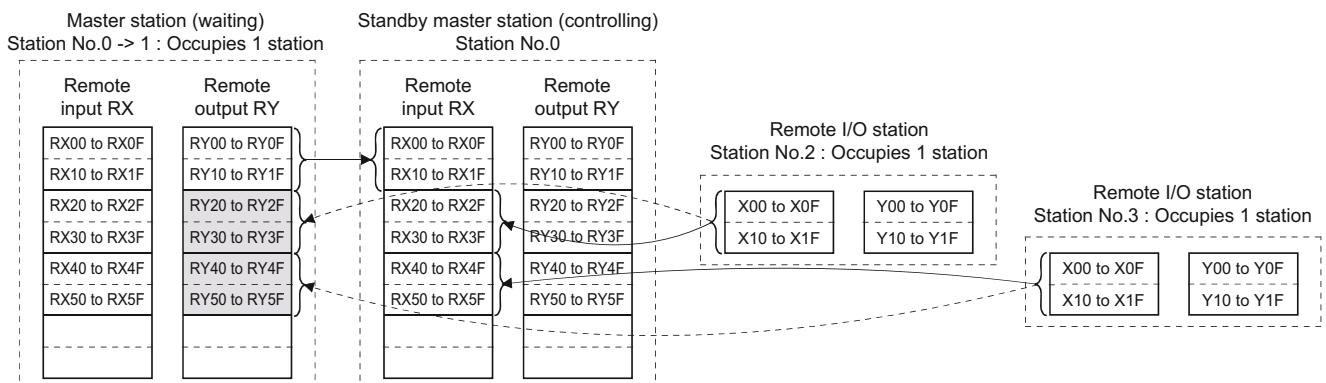 Master station (waiting)
Station No.0 -> 1 : Occupies 1 station
Remote
input RX
Remote
output RY
RX00 to RX0F
RX10 to RX1F
RX20 to RX2F
RX30 to RX3F
RX40 to RX4F
RX50 to RX5F
RY00 to RY0F
RY10 to RY1F
RY20 to RY2F
RY30 to RY3F
RY40 to RY4F
RY50 to RY5F
Standby master station (controlling)
Station No.0
Remote
input RX
Remote
output RY
RX00 to RX0F
RX10 to RX1F
RX20 to RX2F
RX30 to RX3F
RX40 to RX4F
RX50 to RX5F
RY00 to RY0F
RY10 to RY1F
RY20 to RY2F
RY30 to RY3F
RY40 to RY4F
RY50 to RY5F
Remote I/O station
Station No.2 : Occupies 1 station
X00 to X0F
X10 to X1F
Y00 to Y0F
Y10 to Y1F
Remote I/O station
Station No.3 : Occupies 1 station
X00 to X0F
X10 to X1F
Y00 to Y0F
Y10 to Y1F